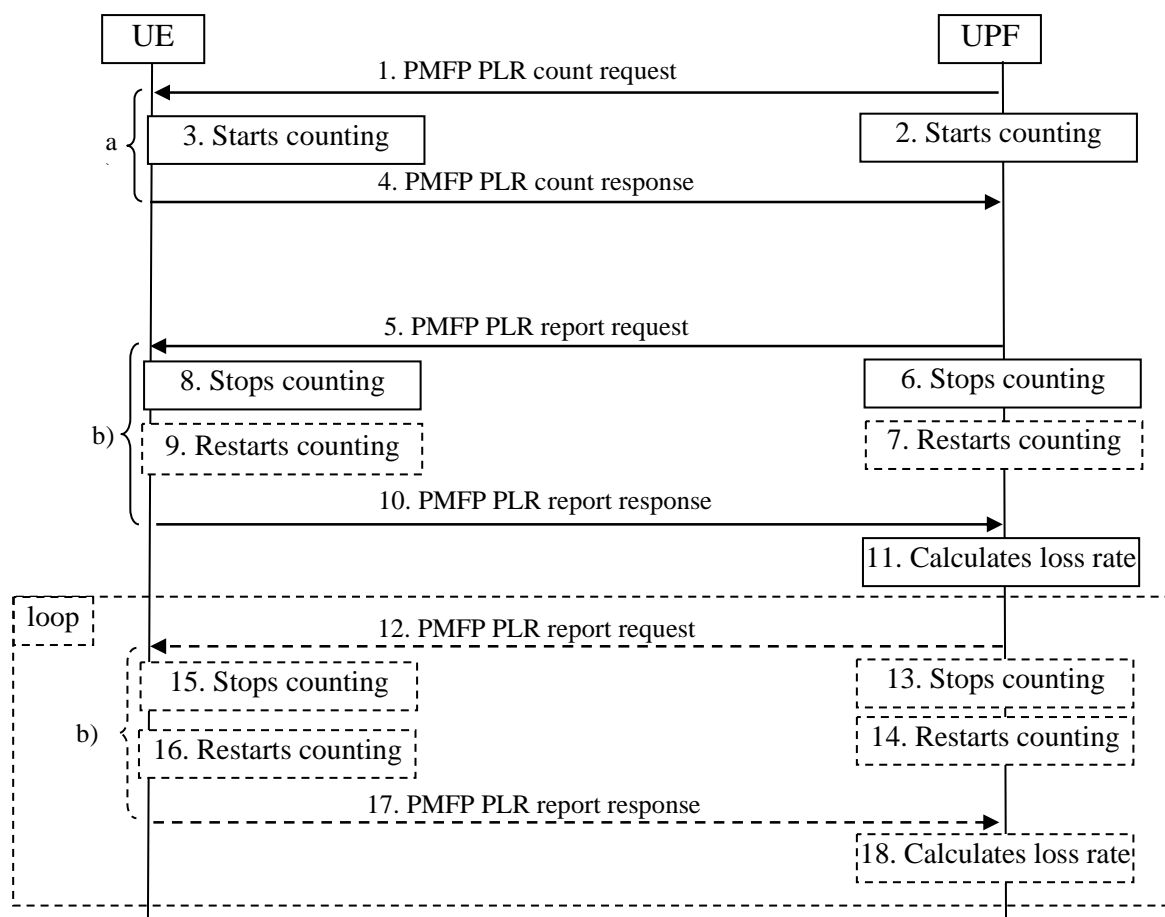 UE
UPF
1. PMFP PLR count request
a
3. Starts counting
2. Starts counting
4. PMFP PLR count response
5. PMFP PLR report request
8. Stops counting
6. Stops counting
b)
9. Restarts counting
7. Restarts counting
10. PMFP PLR report response
11. Calculates loss rate
loop
12. PMFP PLR report request
15. Stops counting
13. Stops counting
b)
16. Restarts counting
14. Restarts counting
17. PMFP PLR report response
18. Calculates loss rate